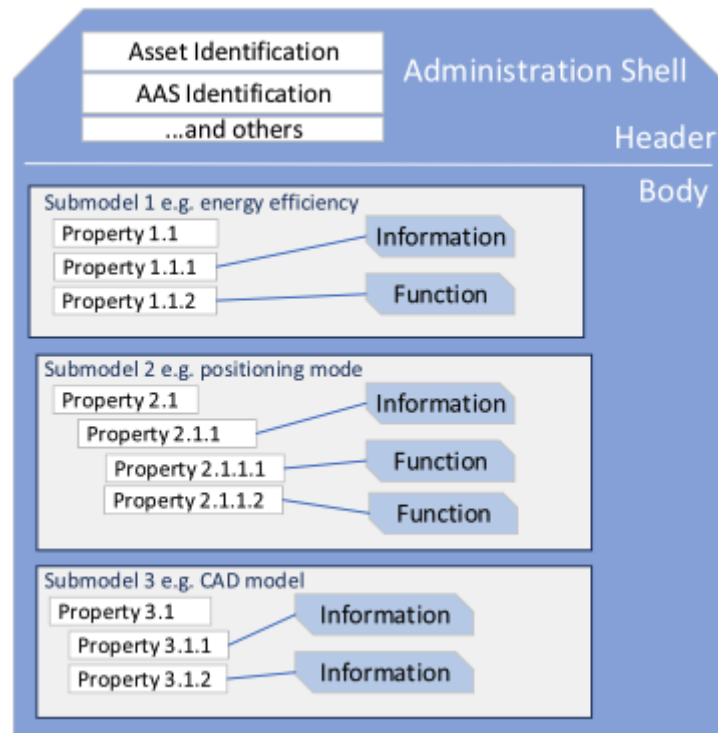 Asset Identification
AAS Identification
...and others
Administration Shell
Header
Body
Submodel 1 e.g. energy efficiency
Property 1.1
Property 1.1.1
Property 1.1.2
Information
Function
Submodel 2 e.g. positioning mode
Property 2.1
Property 2.1.1
Property 2.1.1.1
Property 2.1.1.2
Information
Function
Function
Submodel 3 e.g. CAD model
Property 3.1
Property 3.1.1
Property 3.1.2
Information
Information